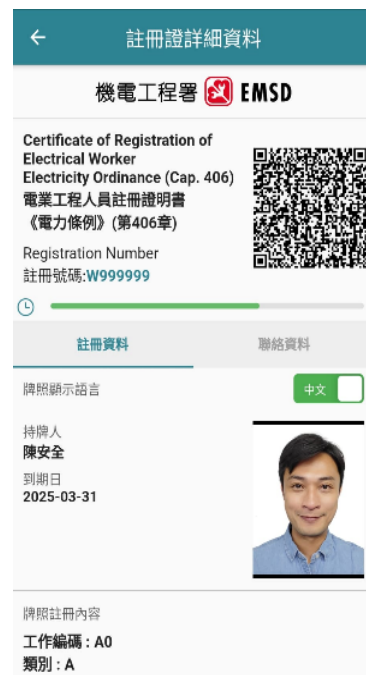 註冊證詳細資料
機電工程署 EMSD
Certificate of Registration of
Electrical Worker
Electricity Ordinance (Cap. 406)
電業工程人員註冊證明書
《電力條例》(第406章)
Registration Number
註冊號碼:W999999
註冊資料
聯絡資料
牌照顯示語言
中文
持牌人
陳安全
到期日
2025-03-31
牌照註冊內容
工作編碼 : A0
類別 : A